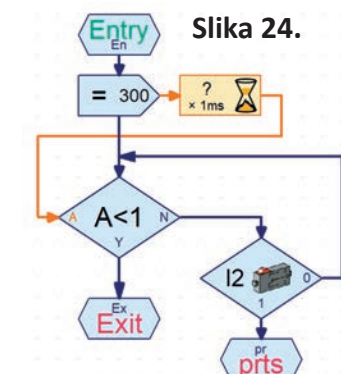 Slika 24.
Entry
En
= 300
?
× 1ms
A
A<1
N
Y
I2
0
1
Ex
Exit
pr
prts